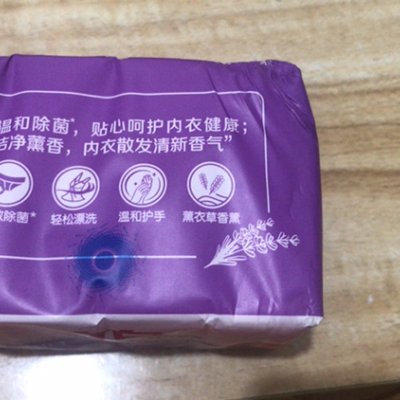 温和除菌*，贴心呵护内衣健康；
洁净薰香，内衣散发清新香气”
除菌*
轻松漂洗
温和护手
薰衣草香薰